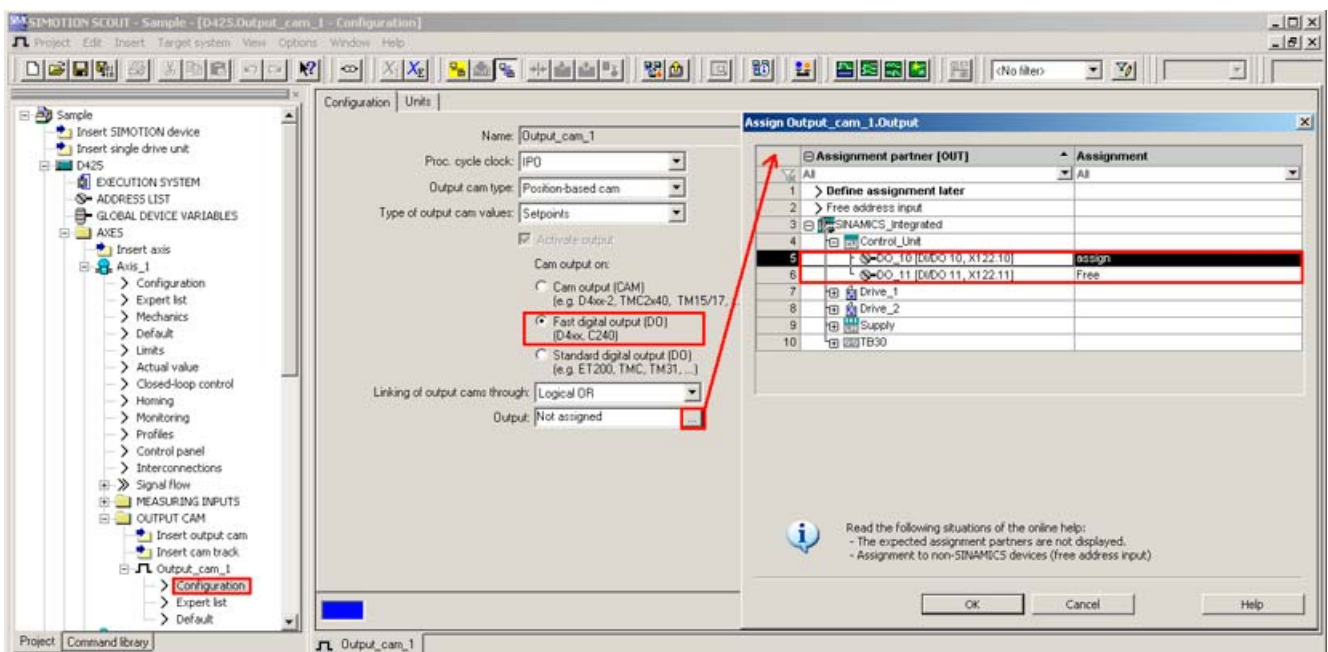 SIMOTION SCOUT - Sample - [D425.Output_cam_1 - Configuration]
Project Edit Insert Target system View Options Window Help
<No filter>
Sample
Insert SIMOTION device
Insert single drive unit
D425
EXECUTION SYSTEM
ADDRESS LIST
GLOBAL DEVICE VARIABLES
AXES
Insert axis
Axis_1
Configuration
Expert list
Mechanics
Default
Limits
Actual value
Closed-loop control
Homing
Monitoring
Profiles
Control panel
Interconnections
Signal flow
MEASURING INPUTS
OUTPUT CAM
Insert output cam
Insert cam track
Output_cam_1
Configuration
Expert list
Default
Project Command library
Configuration Units
Name: Output_cam_1
Proc. cycle clock: IPO
Output cam type: Position-based cam
Type of output cam values: Setpoints
Activate output
Cam output on:
Cam output (CAM)
(e.g. D4xx-2, TMC2x40, TM15/17,
Fast digital output (DO)
(D4xx, C240)
Standard digital output (DO)
(e.g. ET200, TMC, TM31, ...)
Linking of output cams through: Logical OR
Output: Not assigned ...
Output_cam_1
Assign Output_cam_1.Output
Assignment partner [OUT] Assignment
All All
1 Define assignment later
2 Free address input
3 SINAMICS_Integrated
4 Control_Unit
5 DO_10 [DI/DO 10, X122.10] assign
6 DO_11 [DI/DO 11, X122.11] Free
7 Drive_1
8 Drive_2
9 Supply
10 TB30
Read the following situations of the online help:
- The expected assignment partners are not displayed.
- Assignment to non-SINAMICS devices (free address input)
OK Cancel Help